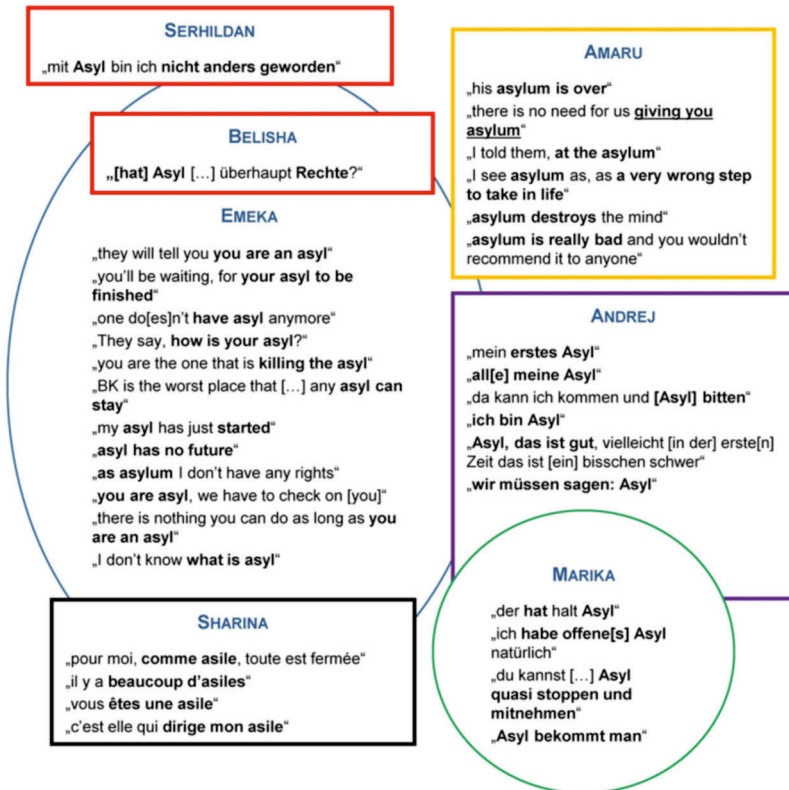 SERHILDAN
„mit Asyl bin ich nicht anders geworden“
BELISHA
„[hat] Asyl […] überhaupt Rechte?“
EMEKA
„they will tell you you are an asyl“
„you’ll be waiting, for your asyl to be
finished“
„one do[es]n’t have asyl anymore“
„They say, how is your asyl?“
„you are the one that is killing the asyl“
„BK is the worst place that […] any asyl can
stay“
„my asyl has just started“
„asyl has no future“
„as asylum I don’t have any rights“
„you are asyl, we have to check on [you]“
„there is nothing you can do as long as you
are an asyl“
„I don’t know what is asyl“
SHARINA
„pour moi, comme asile, toute est fermée“
„il y a beaucoup d’asiles“
„vous êtes une asile“
„c’est elle qui dirige mon asile“
AMARU
„his asylum is over“
„there is no need for us giving you
asylum“
„I told them, at the asylum“
„I see asylum as, as a very wrong step
to take in life“
„asylum destroys the mind“
„asylum is really bad and you wouldn’t
recommend it to anyone“
ANDREJ
„mein erstes Asyl“
„all[e] meine Asyl“
„da kann ich kommen und [Asyl] bitten“
„ich bin Asyl“
„Asyl, das ist gut, vielleicht [in der] erste[n]
Zeit das ist [ein] bisschen schwer“
„wir müssen sagen: Asyl“
MARIKA
„der hat halt Asyl“
„ich habe offene[s] Asyl
natürlich“
„du kannst […] Asyl
quasi stoppen und
mitnehmen“
„Asyl bekommt man“